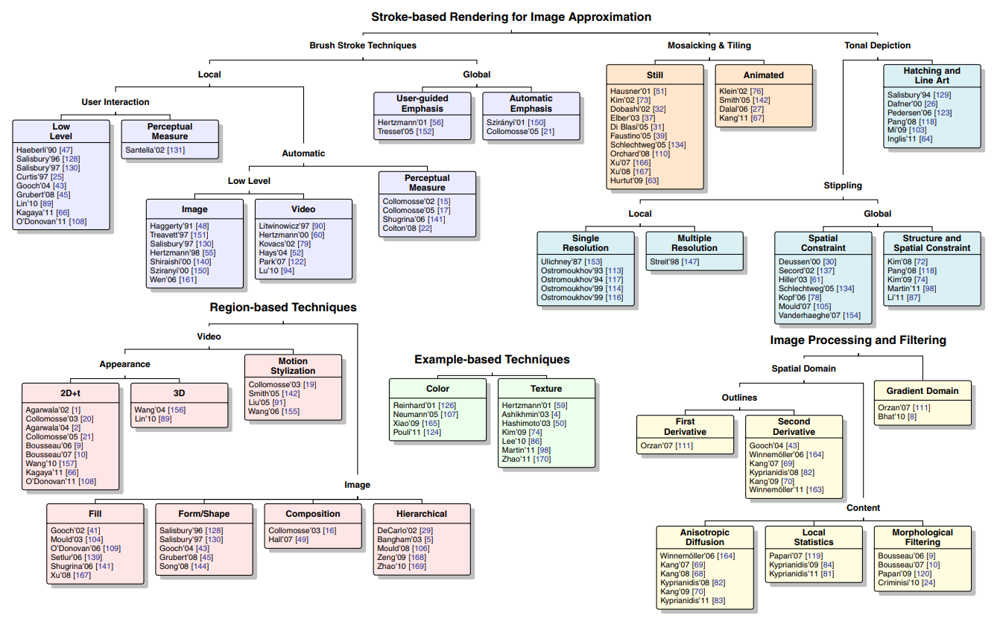 Stroke-based Rendering for Image Approximation
Brush Stroke Techniques
Local
User Interaction
Low
Level
Haeberli'90 [47]
Salisbury'96 [128]
Salisbury'97 [130]
Curtis'97 [25]
Gooch'04 [43]
Grubert'08 [45]
Lin'10 [89]
Kagaya'11 [66]
O'Donovan'11 [108]
Perceptual
Measure
Santella'02 [131]
Automatic
Low Level
Image
Haggerty'91 [48]
Treavett'97 [151]
Salisbury'97 [130]
Hertzmann'98 [55]
Shiraishi'00 [140]
Sziranyi'00 [150]
Wen'06 [161]
Video
Litwinowicz'97 [90]
Hertzmann'00 [60]
Kovacs'02 [79]
Hays'04 [52]
Park'07 [122]
Lu'10 [94]
Perceptual
Measure
Collomosse'02 [15]
Collomosse'05 [17]
Shugrina'06 [141]
Colton'08 [22]
Global
User-guided
Emphasis
Hertzmann'01 [56]
Tresset'05 [152]
Automatic
Emphasis
Szirányi'01 [150]
Collomosse'05 [21]
Mosaicking & Tiling
Still
Hausner'01 [51]
Kim'02 [73]
Dobashi'02 [32]
Elber'03 [37]
Di Blasi'05 [31]
Faustino'05 [39]
Schlechtweg'05 [134]
Orchard'08 [110]
Xu'07 [166]
Xu'08 [167]
Hurtut'09 [63]
Animated
Klein'02 [76]
Smith'05 [142]
Dalal'06 [27]
Kang'11 [67]
Tonal Depiction
Hatching and
Line Art
Salisbury'94 [129]
Dafner'00 [26]
Pedersen'06 [123]
Pang'08 [118]
Mi'09 [103]
Inglis'11 [64]
Stippling
Local
Single
Resolution
Ulichney'87 [153]
Ostromoukhov'93 [113]
Ostromoukhov'94 [117]
Ostromoukhov'99 [114]
Ostromoukhov'99 [116]
Multiple
Resolution
Streit'98 [147]
Global
Spatial
Constraint
Deussen'00 [30]
Secord'02 [137]
Hiller'03 [61]
Schlechtweg'05 [134]
Kopf'06 [78]
Mould'07 [105]
Vanderhaeghe'07 [154]
Structure and
Spatial Constraint
Kim'08 [72]
Pang'08 [118]
Kim'09 [74]
Martin'11 [98]
Li'11 [87]
Region-based Techniques
Video
Appearance
2D+t
Agarwala'02 [1]
Collomosse'03 [20]
Agarwala'04 [2]
Collomosse'05 [21]
Bousseau'06 [9]
Bousseau'07 [10]
Wang'10 [157]
Kagaya'11 [66]
O'Donovan'11 [108]
3D
Wang'04 [156]
Lin'10 [89]
Motion
Stylization
Collomosse'03 [19]
Smith'05 [142]
Liu'05 [91]
Wang'06 [155]
Image
Fill
Gooch'02 [41]
Mould'03 [104]
O'Donovan'06 [109]
Setlur'06 [139]
Shugrina'06 [141]
Xu'08 [167]
Form/Shape
Salisbury'96 [128]
Salisbury'97 [130]
Gooch'04 [43]
Grubert'08 [45]
Song'08 [144]
Composition
Collomosse'03 [16]
Hall'07 [49]
Hierarchical
DeCarlo'02 [29]
Bangham'03 [5]
Mould'08 [106]
Zeng'09 [168]
Zhao'10 [169]
Example-based Techniques
Color
Reinhard'01 [126]
Neumann'05 [107]
Xiao'09 [165]
Pouli'11 [124]
Texture
Hertzmann'01 [59]
Ashikhmin'03 [4]
Hashimoto'03 [50]
Kim'09 [74]
Lee'10 [86]
Martin'11 [98]
Zhao'11 [170]
Image Processing and Filtering
Spatial Domain
Outlines
First
Derivative
Orzan'07 [111]
Second
Derivative
Gooch'04 [43]
Winnemöller'06 [164]
Kang'07 [69]
Kyprianidis'08 [82]
Kang'09 [70]
Winnemöller'11 [163]
Gradient Domain
Orzan'07 [111]
Bhat'10 [8]
Content
Anisotropic
Diffusion
Winnemöller'06 [164]
Kang'07 [69]
Kang'08 [68]
Kyprianidis'08 [82]
Kang'09 [70]
Kyprianidis'11 [83]
Local
Statistics
Papari'07 [119]
Kyprianidis'09 [84]
Kyprianidis'11 [81]
Morphological
Filtering
Bousseau'06 [9]
Bousseau'07 [10]
Papari'09 [120]
Criminisi'10 [24]